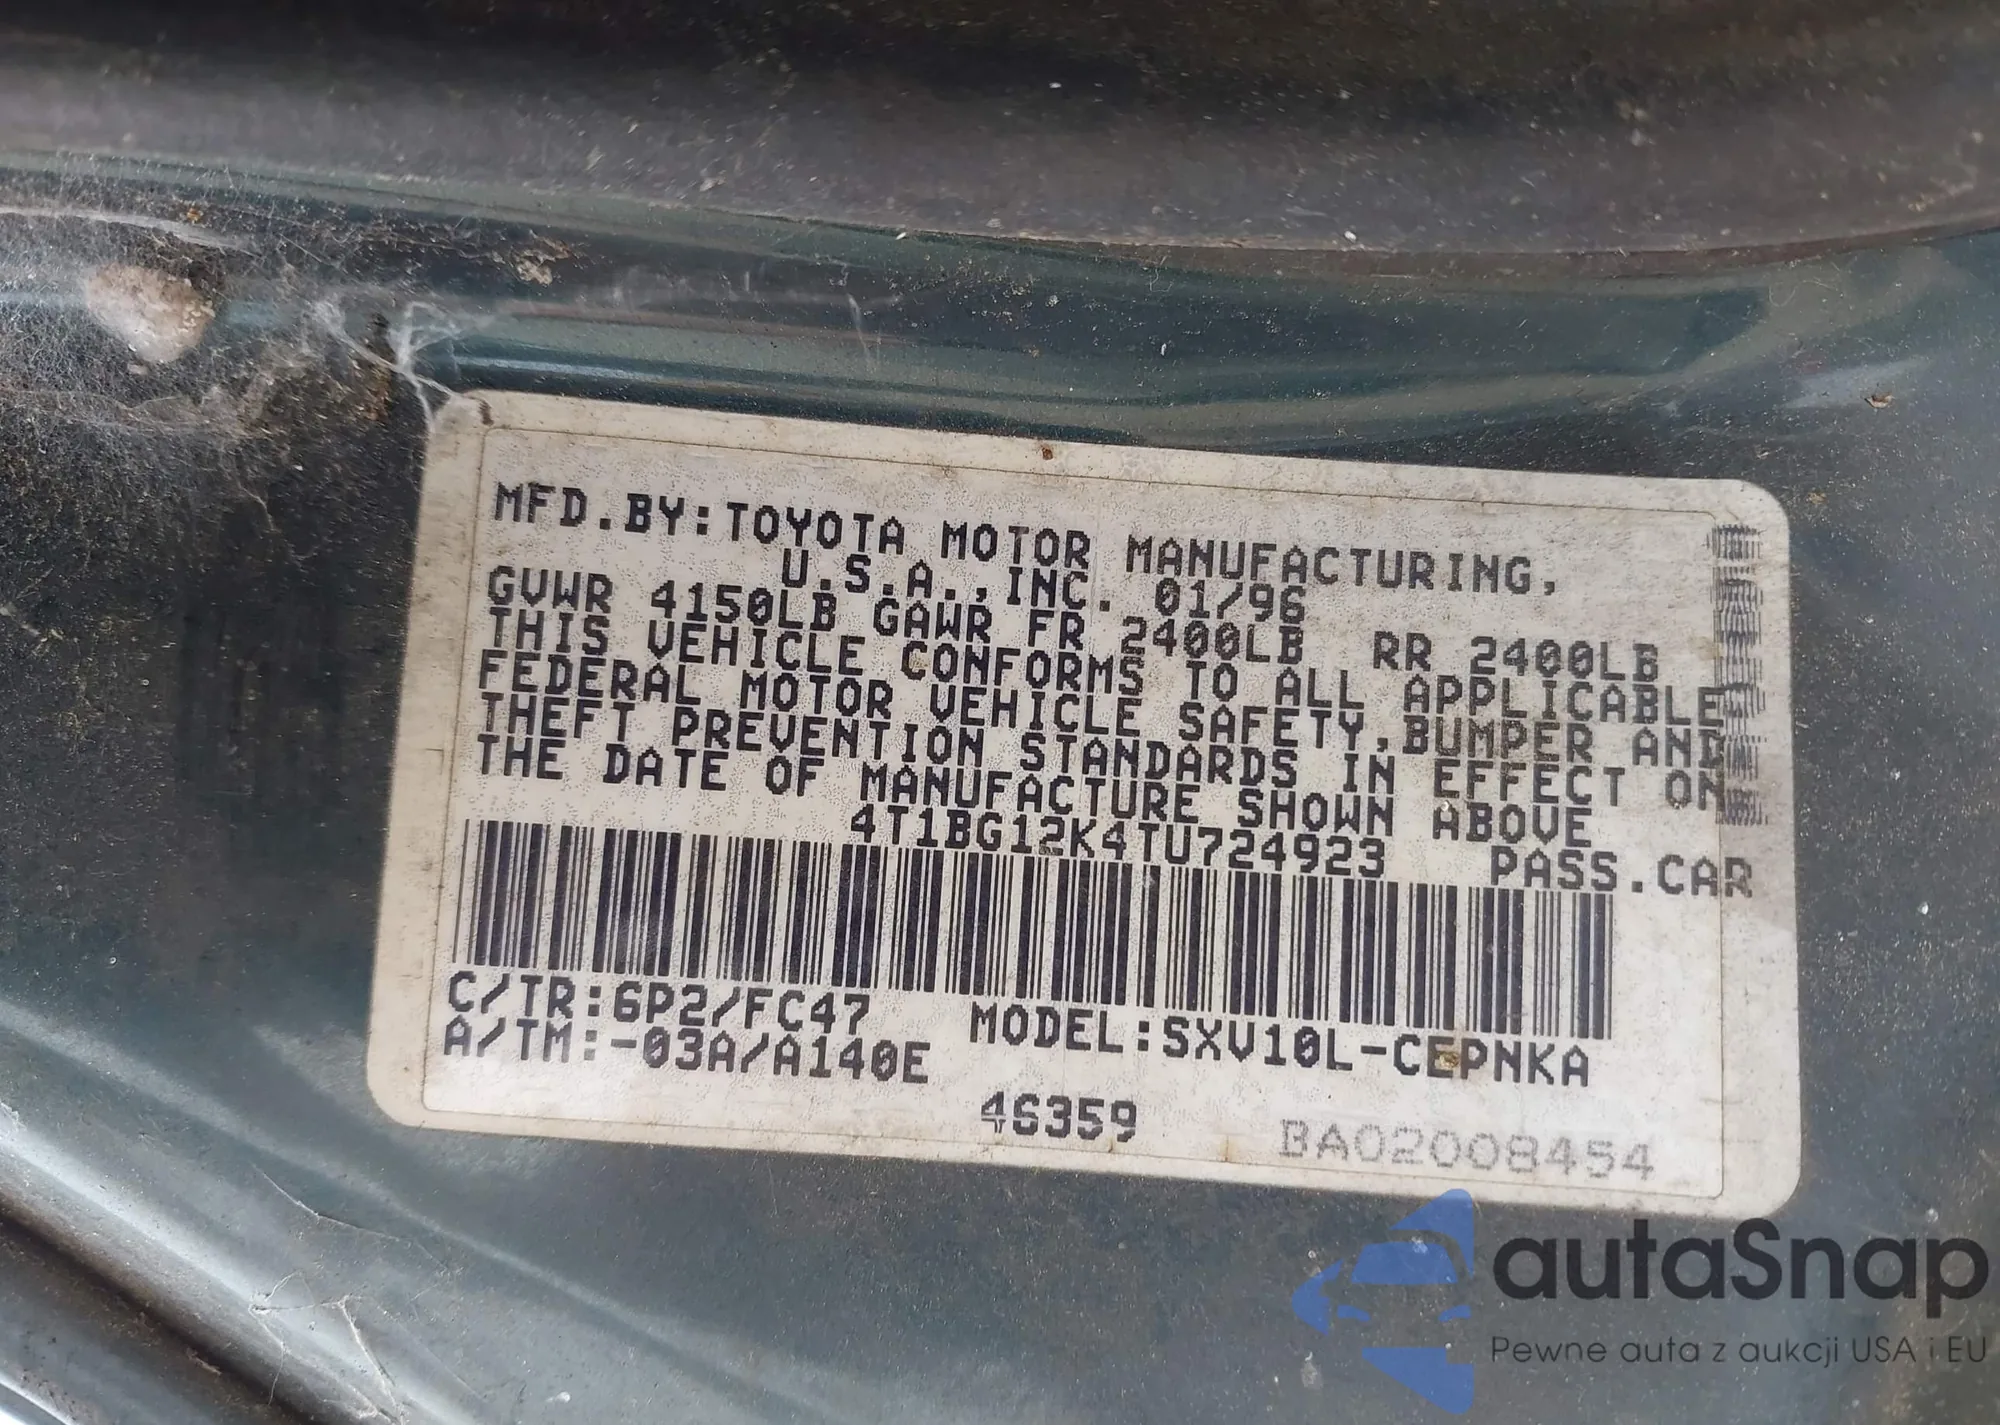 MFD.BY:TOYOTA MOTOR MANUFACTURING,
U.S.A.,INC. 01/96
GVWR 4150LB GAWR FR 2400LB RR 2400LB
THIS VEHICLE CONFORMS TO ALL APPLICABLE
FEDERAL MOTOR VEHICLE SAFETY,BUMPER AND
THEFT PREVENTION STANDARDS IN EFFECT ON
THE DATE OF MANUFACTURE SHOWN ABOVE
4T1BG12K4TU724923 PASS.CAR
C/TR:6P2/FC47 MODEL:SXV10L-CEPNKA
A/TM:-03A/A140E
46359 BA02008454
autaSnap
Pewne auta z aukcji USA i EU